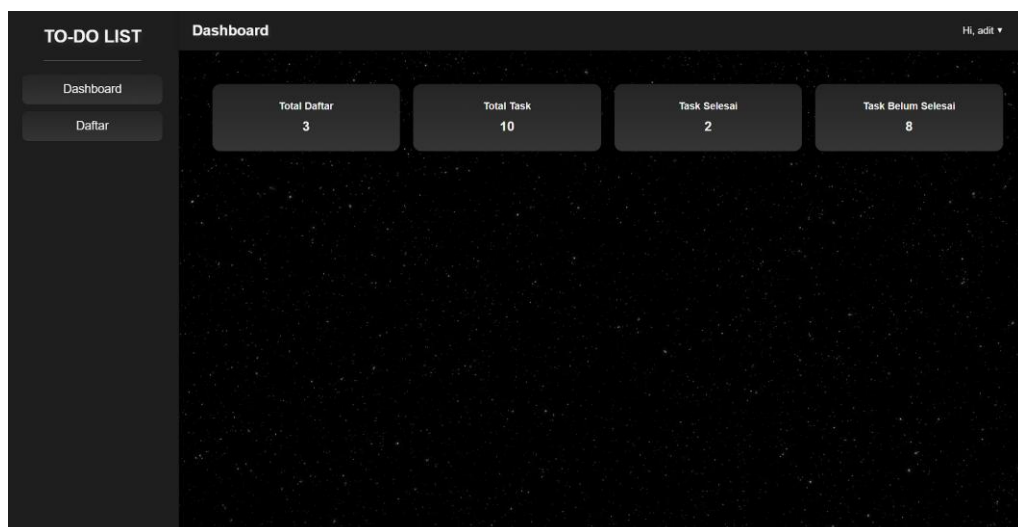 TO-DO LIST
Dashboard
Daftar
Dashboard
Hi, adit ▾
Total Daftar
3
Total Task
10
Task Selesai
2
Task Belum Selesai
8